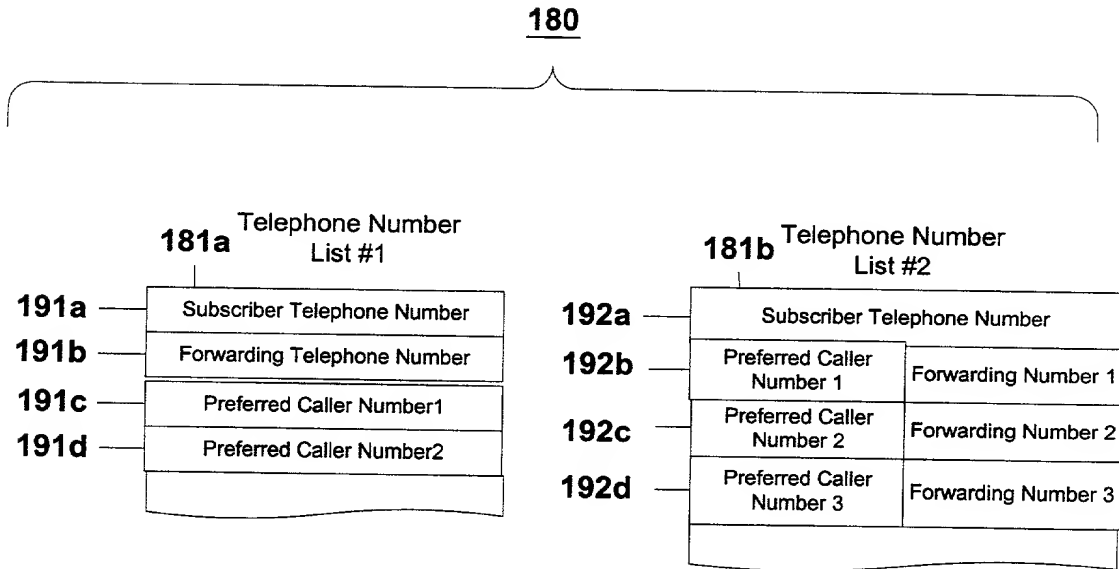 180
Telephone Number
List #1
181a
191a
Subscriber Telephone Number
191b
Forwarding Telephone Number
191c
Preferred Caller Number1
191d
Preferred Caller Number2
Telephone Number
List #2
181b
192a
Subscriber Telephone Number
192b
Preferred Caller
Number 1
Forwarding Number 1
192c
Preferred Caller
Number 2
Forwarding Number 2
192d
Preferred Caller
Number 3
Forwarding Number 3